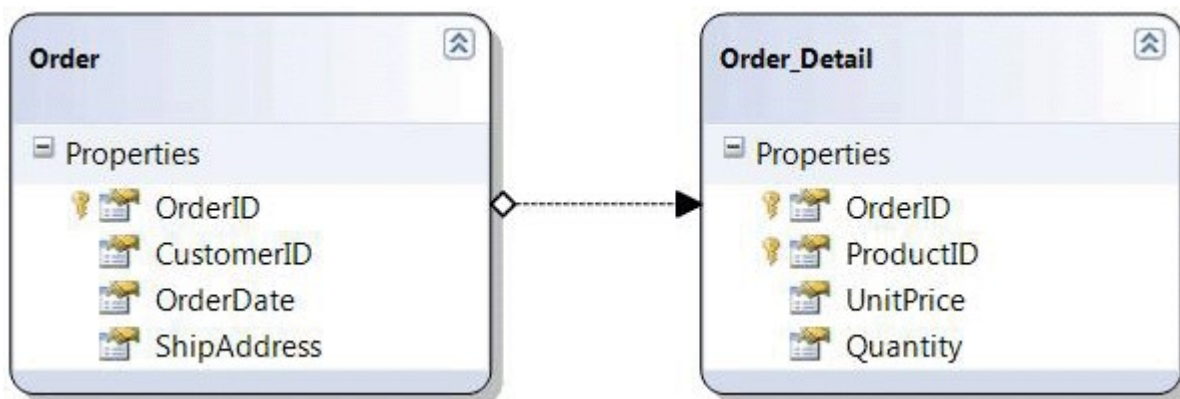 Order
Properties
OrderID
CustomerID
OrderDate
ShipAddress
Order_Detail
Properties
OrderID
ProductID
UnitPrice
Quantity